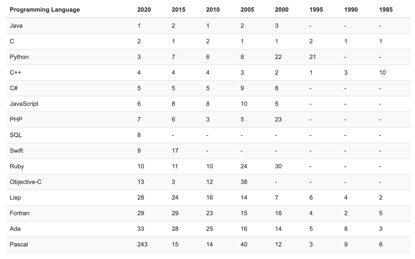 Programming Language 2020 2015 2010 2005 2000 1995 1990 1985
Java 1 2 1 2 3 - - -
C 2 1 2 1 1 2 1 1
Python 3 7 6 8 22 21 - -
C++ 4 4 4 3 2 1 3 10
C# 5 5 5 9 8 - - -
JavaScript 6 8 8 10 5 - - -
PHP 7 6 3 5 23 - - -
SQL 8 - - - - - - -
Swift 9 17 - - - - - -
Ruby 10 11 10 24 30 - - -
Objective-C 13 3 12 38 - - - -
Lisp 28 24 16 14 7 6 4 2
Fortran 29 29 23 15 16 4 2 5
Ada 33 28 25 16 14 5 8 3
Pascal 243 15 14 40 12 3 9 6